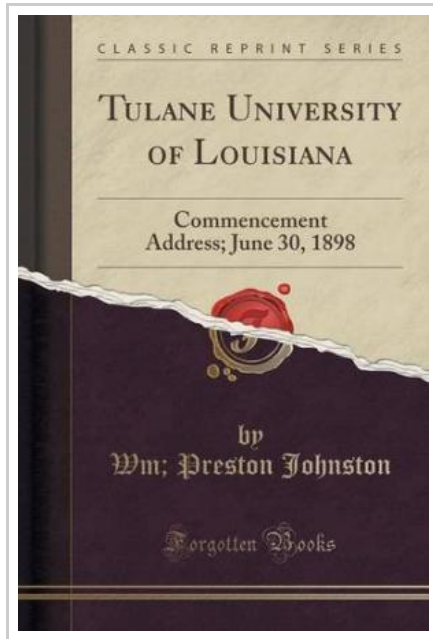 CLASSIC REPRINT SERIES
TULANE UNIVERSITY
OF LOUISIANA
Commencement
Address; June 30, 1898
by
Wm; Preston Johnston
Forgotten Books